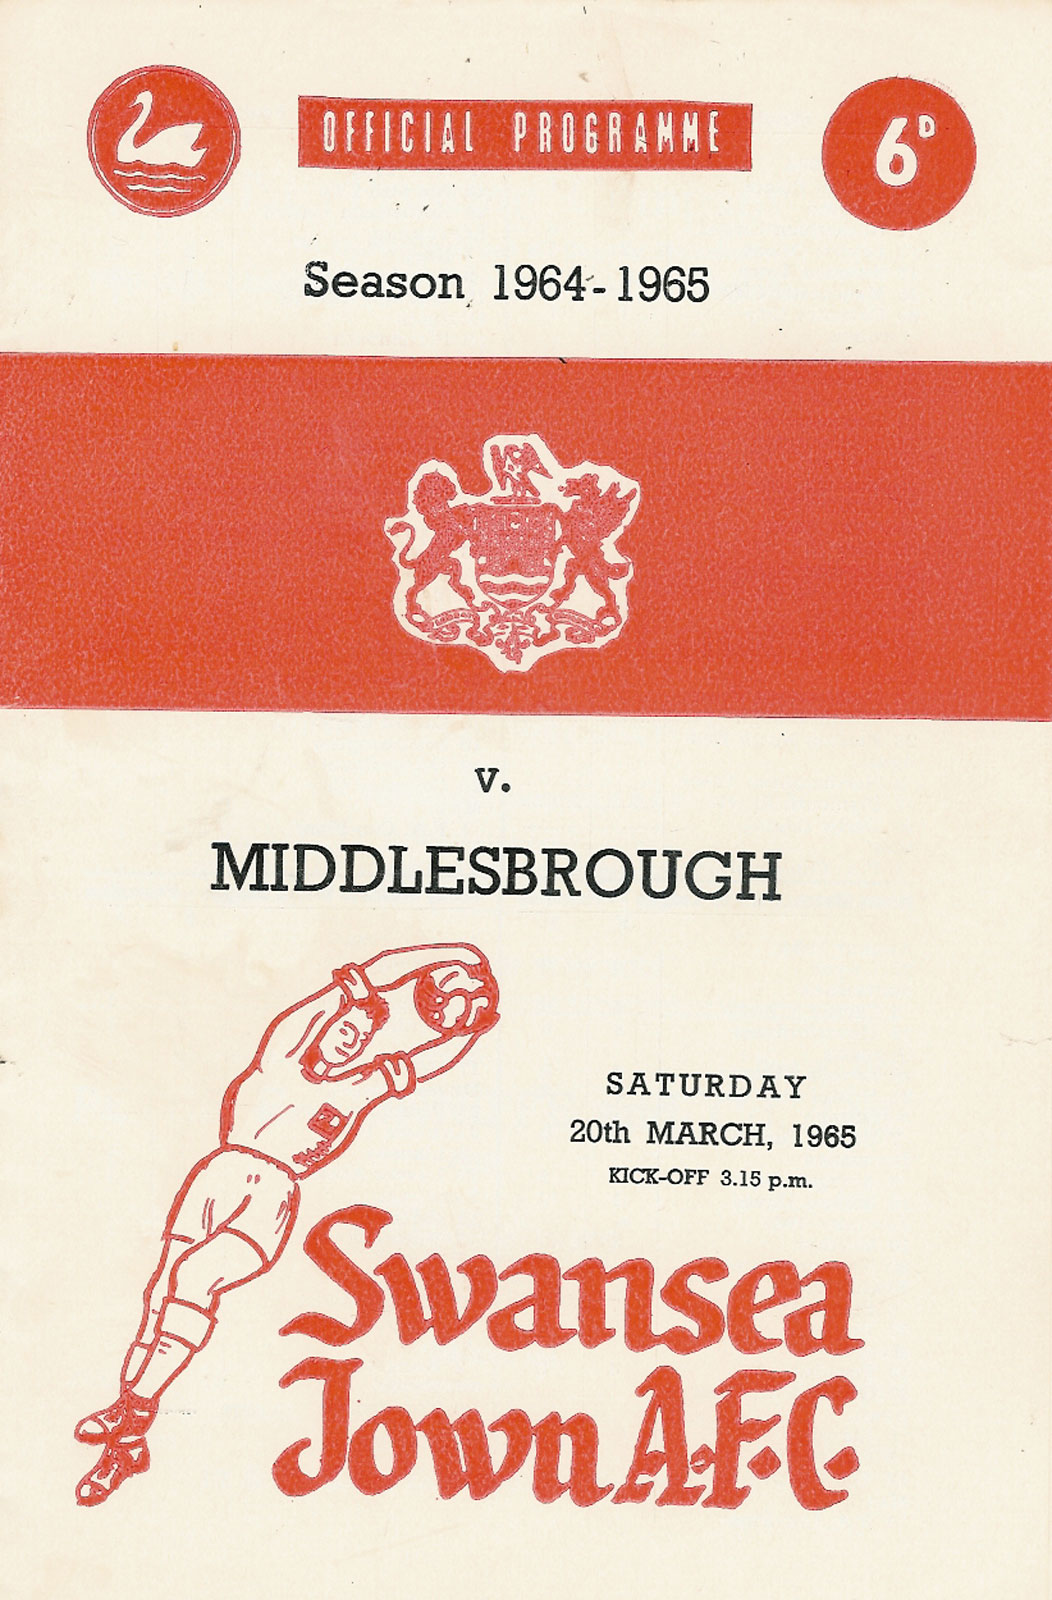 OFFICIAL PROGRAMME
6D
Season 1964-1965
v.
MIDDLESBROUGH
SATURDAY
20th MARCH, 1965
KICK-OFF 3.15 p.m.
Swansea
Town A.F.C.